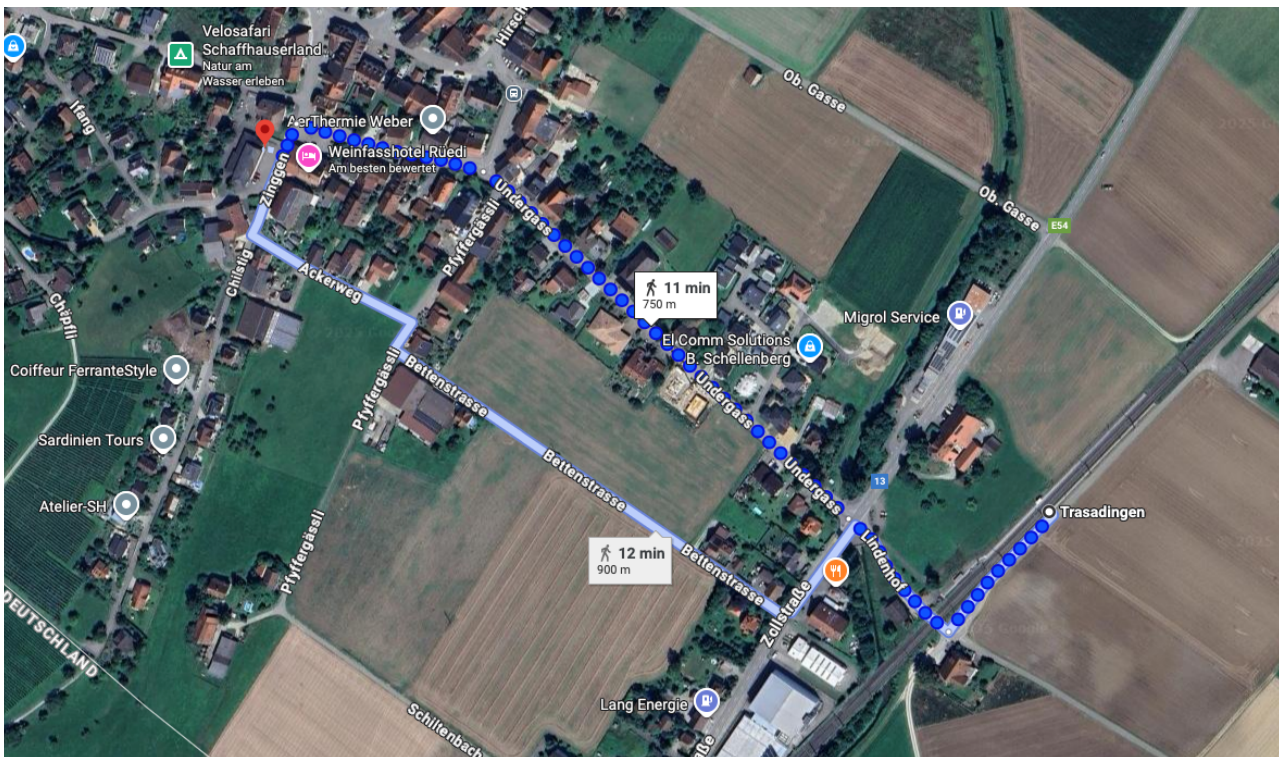 Velosafari
Schaffhauserland...
Natur am
Wasser erleben
Hirsch
Ifang
AerThermie Weber
Ob. Gasse
Weinfasshotel Rüedi
Am besten bewertet
Zinggen
Undergass
Ob. Gasse
E54
Pfyffergässli
Chilstig
Ackerweg
11 min
750 m
Chäpfli
Migrol Service
El Comm Solutions
B. Schellenberg
Coiffeur FerranteStyle
Pfyffergässli
Bettenstrasse
Undergass
Sardinien Tours
Bettenstrasse
Undergass
13
Atelier-SH
Trasadingen
Pfyffergässli
Lindenhof
12 min
900 m
Bettenstrasse
Zollstraße
DEUTSCHLAND
Lang Energie
Schiltenbach
aße